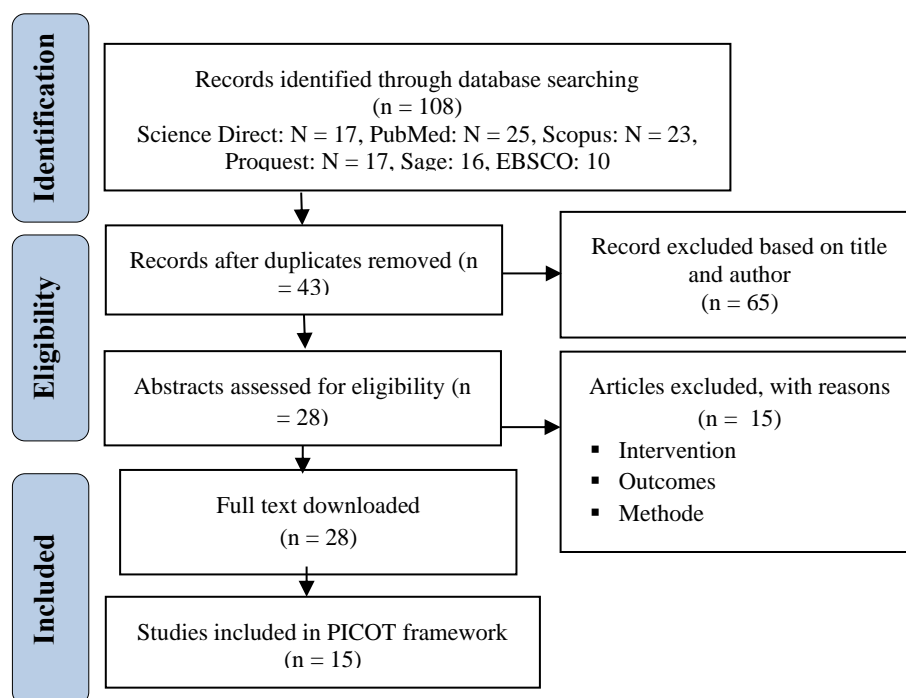 Identification
Records identified through database searching
(n = 108)
Science Direct: N = 17, PubMed: N = 25, Scopus: N = 23,
Proquest: N = 17, Sage: 16, EBSCO: 10
Eligibility
Records after duplicates removed (n
= 43)
Record excluded based on title
and author
(n = 65)
Abstracts assessed for eligibility (n
= 28)
Articles excluded, with reasons
(n = 15)
▪ Intervention
▪ Outcomes
▪ Methode
Included
Full text downloaded
(n = 28)
Studies included in PICOT framework
(n = 15)